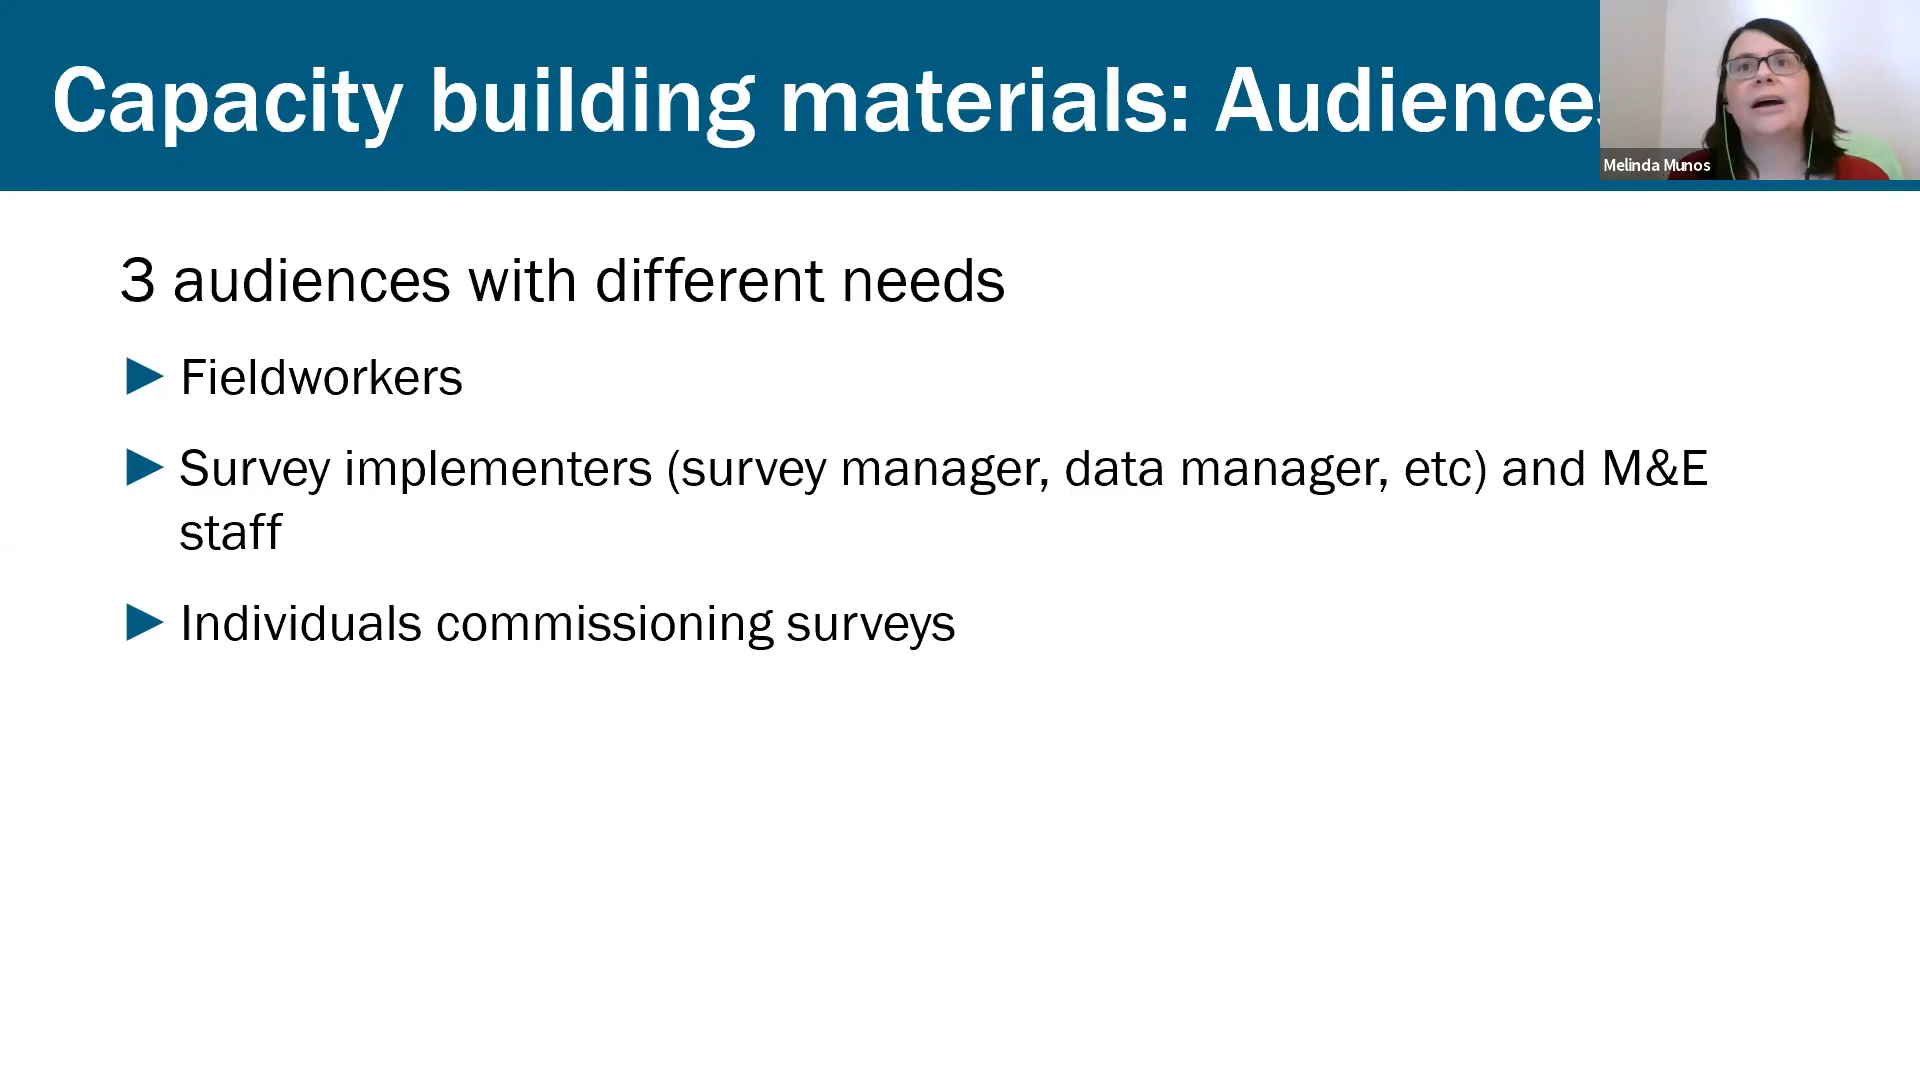 Capacity building materials: Audiences
Melinda Munos
3 audiences with different needs
Fieldworkers
Survey implementers (survey manager, data manager, etc) and M&E
staff
Individuals commissioning surveys